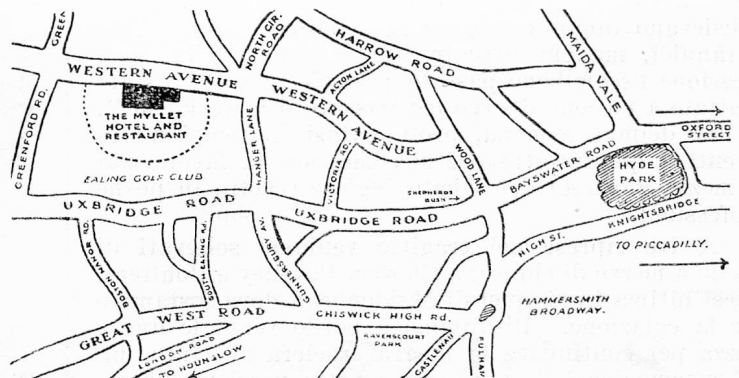 GREEN
NORTH CIR.
ROAD
HARROW ROAD
MAIDA VALE
WESTERN AVENUE
ACTON LANE
WESTERN AVENUE
GREENFORD RD.
THE MYLLET
HOTEL AND
RESTAURANT
HANGER LANE
VICTORIA RD.
WOOD LANE
BAYSWATER ROAD
OXFORD
STREET
HYDE
PARK
EALING GOLF CLUB
SHEPHERDS
BUSH
UXBRIDGE ROAD
UXBRIDGE ROAD
KNIGHTSBRIDGE
HIGH ST.
TO PICCADILLY.
BOSTON MANOR RD.
SOUTH EALING RD.
GUNNERSBURY AV.
HAMMERSMITH
BROADWAY.
GREAT WEST ROAD
CHISWICK HIGH RD.
RAVENSCOURT
PARK
CASTLENAU
FULHAM
LONDON ROAD
TO HOUNSLOW